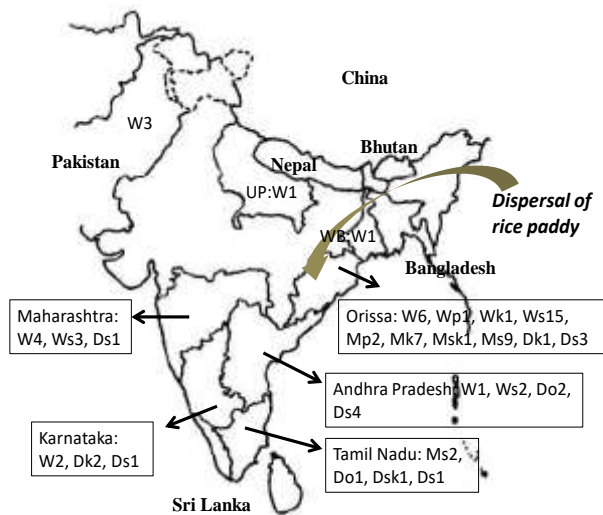 China
W3
Bhutan
Pakistan
Nepal
UP:W1
Dispersal of
rice paddy
WB:W1
Bangladesh
Maharashtra:
W4, Ws3, Ds1
Orissa: W6, Wp1, Wk1, Ws15,
Mp2, Mk7, Msk1, Ms9, Dk1, Ds3
Andhra Pradesh: W1, Ws2, Do2,
Ds4
Karnataka:
W2, Dk2, Ds1
Tamil Nadu: Ms2,
Do1, Dsk1, Ds1
Sri Lanka